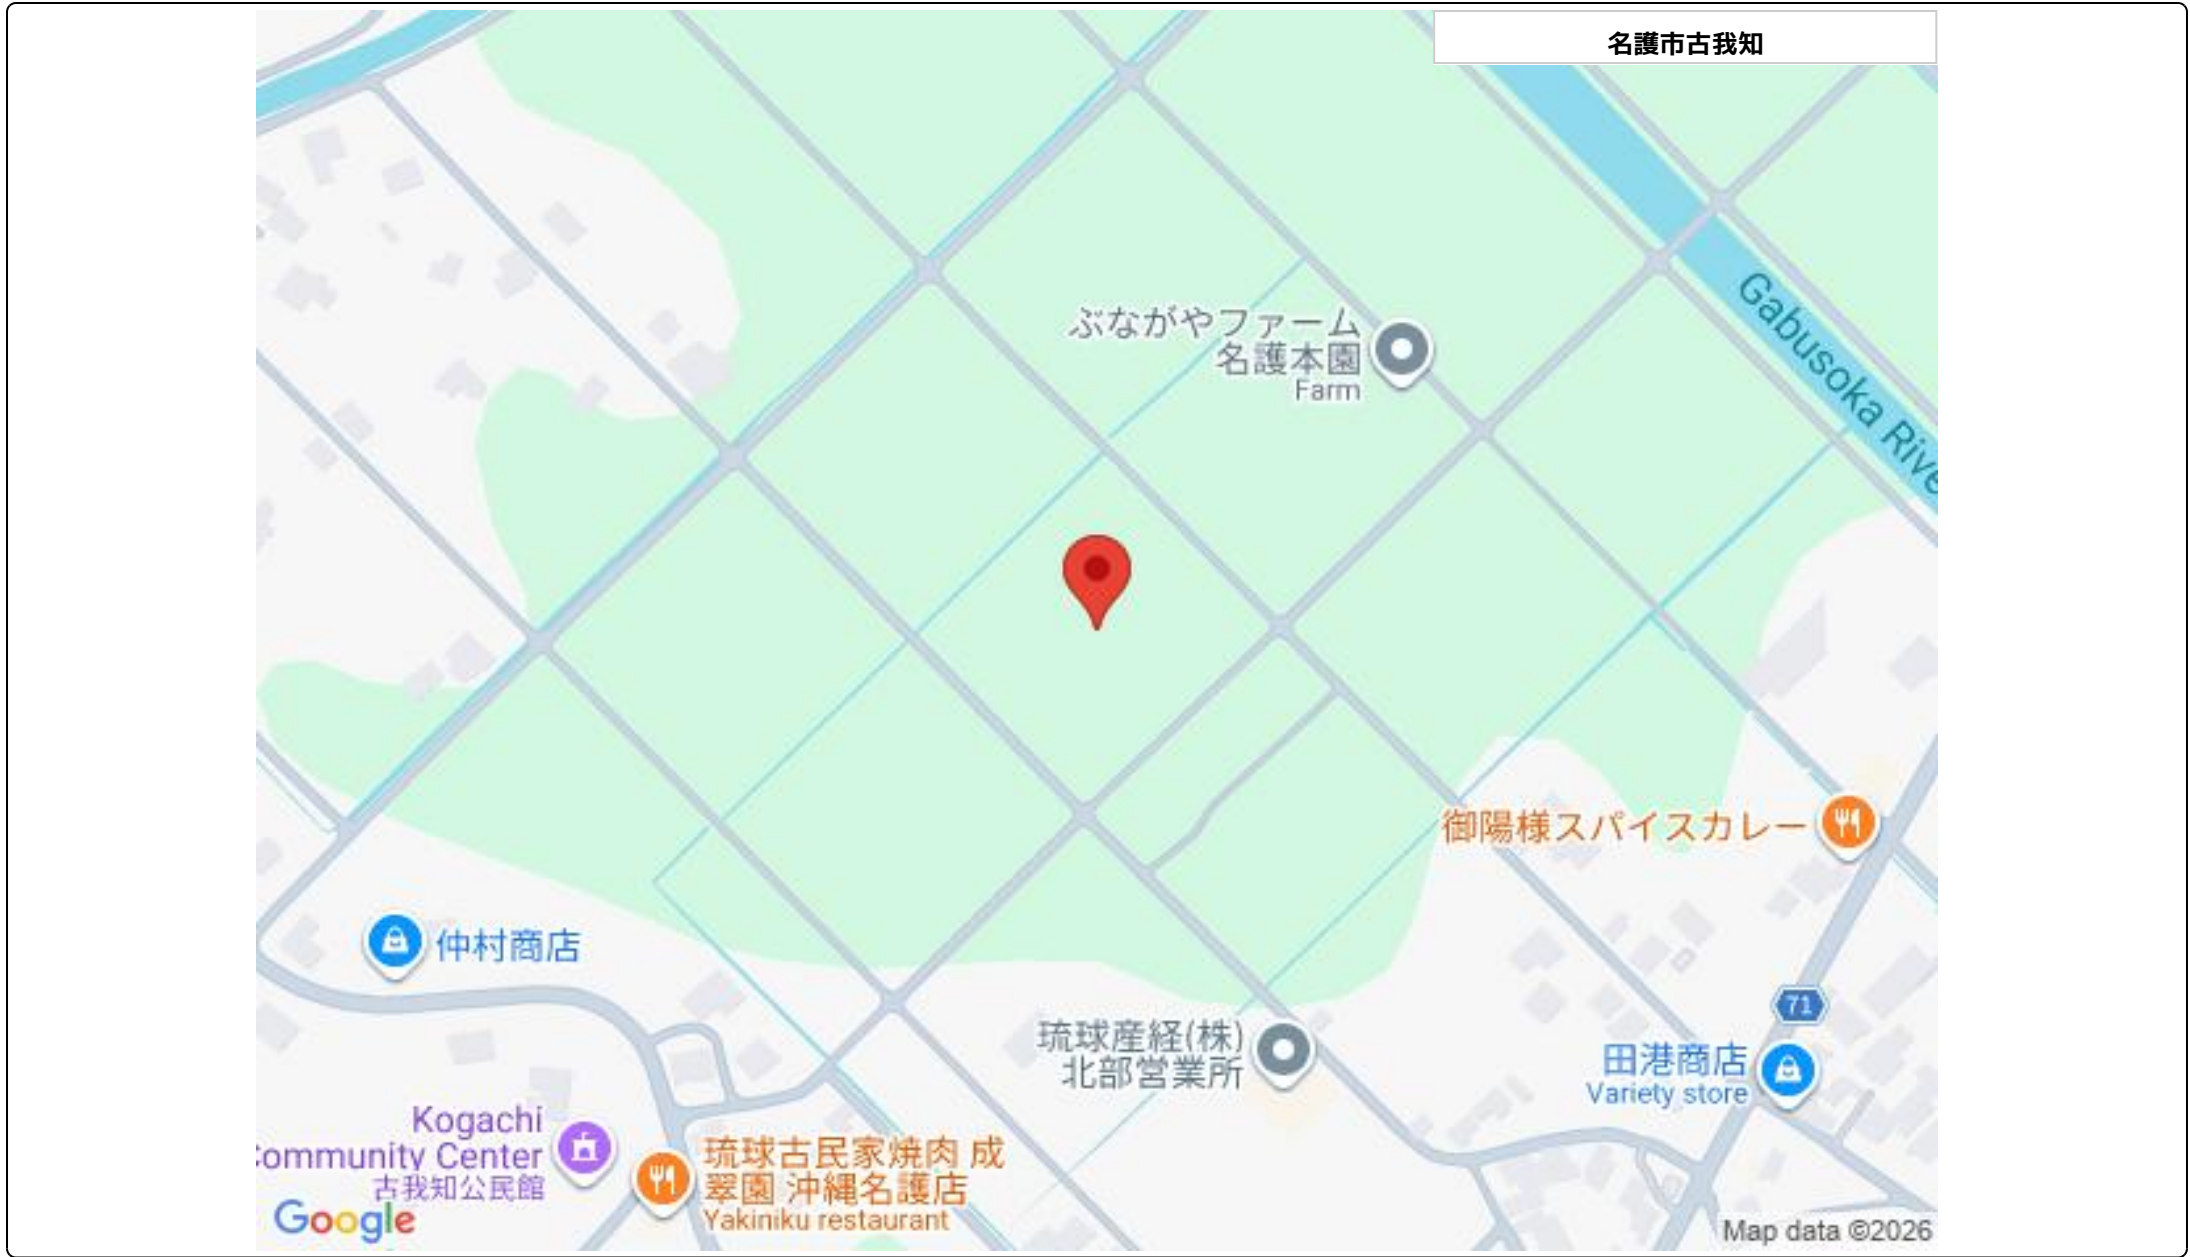 名護市古我知
Gabusoka Rive
ぶながやファーム
名護本園
Farm
御陽様スパイスカレー
仲村商店
71
琉球産経(株)
北部営業所
田港商店
Variety store
Kogachi
ommunity Center
古我知公民館
琉球古民家焼肉 成
翠園 沖縄名護店
Yakiniku restaurant
Google
Map data ©2026